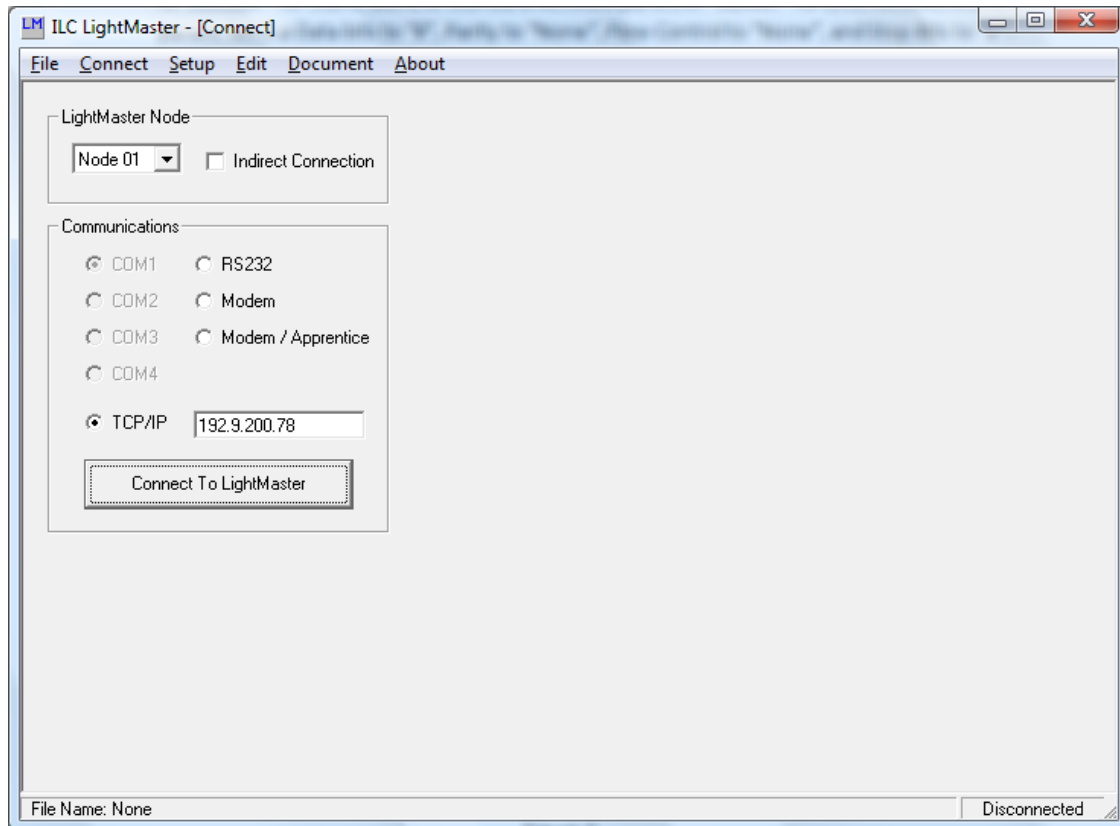 LM ILC LightMaster - [Connect]
File Connect Setup Edit Document About
LightMaster Node
Node 01 Indirect Connection
Communications
COM1 RS232
COM2 Modem
COM3 Modem / Apprentice
COM4
TCP/IP 192.9.200.78
Connect To LightMaster
File Name: None Disconnected